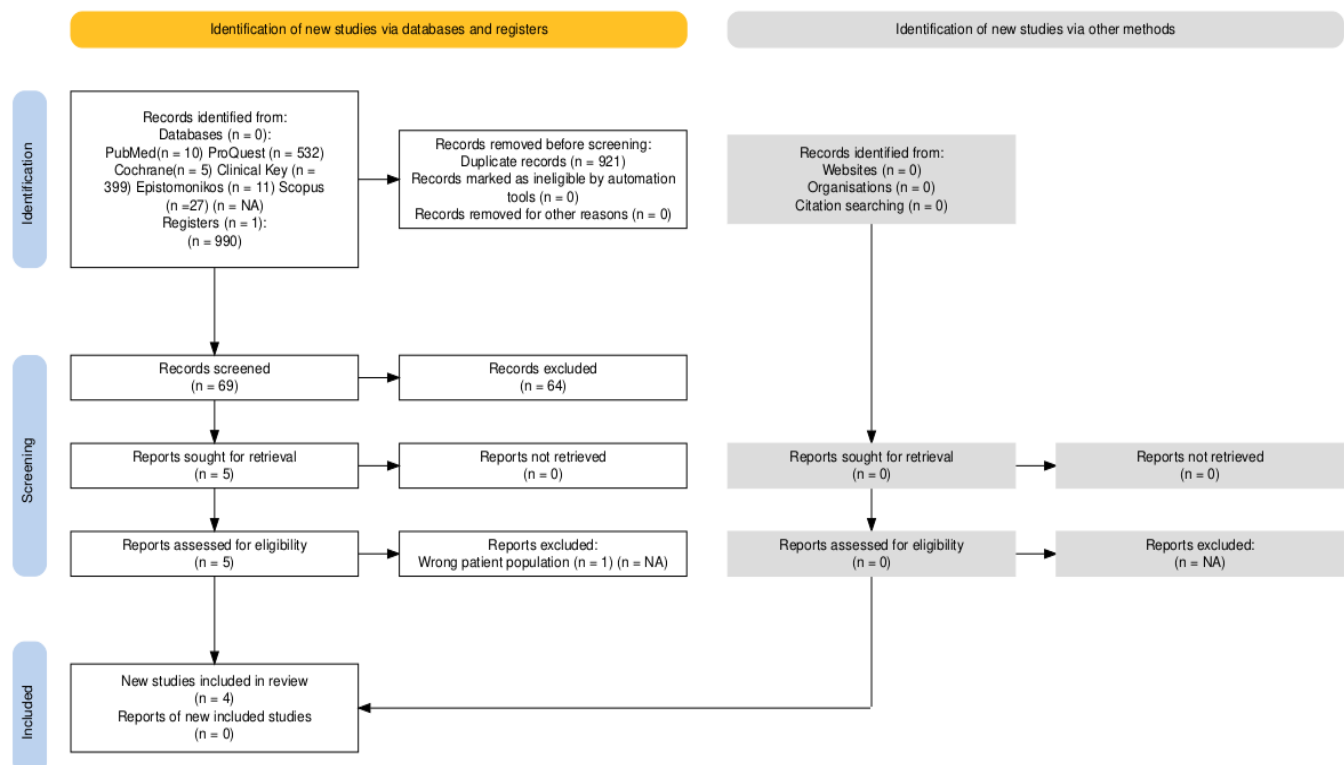 Identification of new studies via databases and registers
Identification of new studies via other methods
Identification
Records identified from:
Databases (n = 0):
PubMed(n = 10) ProQuest (n = 532)
Cochrane(n = 5) Clinical Key (n =
399) Epistomonikos (n = 11) Scopus
(n =27) (n = NA)
Registers (n = 1):
(n = 990)
Records removed before screening:
Duplicate records (n = 921)
Records marked as ineligible by automation
tools (n = 0)
Records removed for other reasons (n = 0)
Records identified from:
Websites (n = 0)
Organisations (n = 0)
Citation searching (n = 0)
Screening
Records screened
(n = 69)
Records excluded
(n = 64)
Reports sought for retrieval
(n = 5)
Reports not retrieved
(n = 0)
Reports sought for retrieval
(n = 0)
Reports not retrieved
(n = 0)
Reports assessed for eligibility
(n = 5)
Reports excluded:
Wrong patient population (n = 1) (n = NA)
Reports assessed for eligibility
(n = 0)
Reports excluded:
(n = NA)
Included
New studies included in review
(n = 4)
Reports of new included studies
(n = 0)